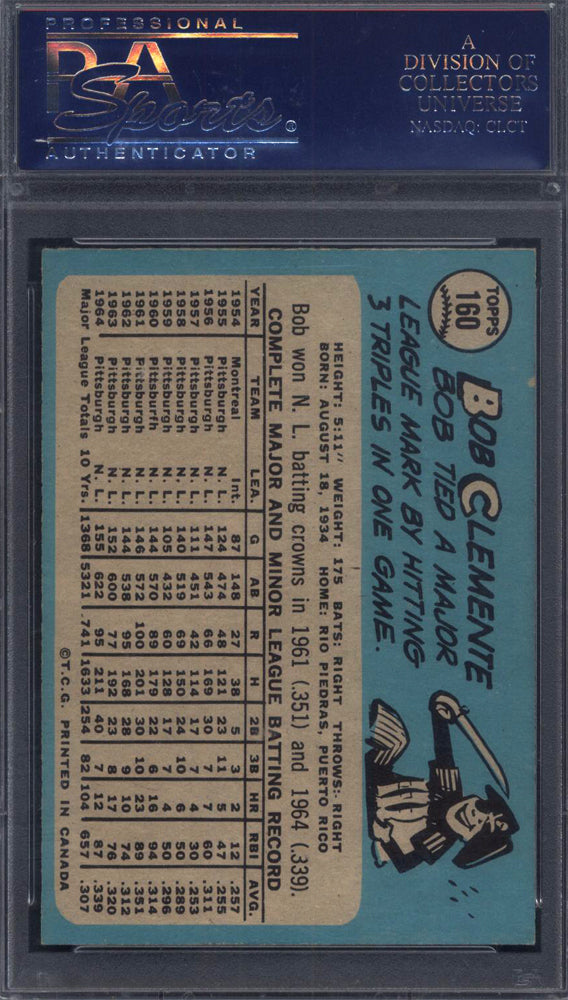 PROFESSIONAL
PSA
Sports®
AUTHENTICATOR
A
DIVISION OF
COLLECTORS
UNIVERSE
NASDAQ: CLCT
TOPPS
160
BOB CLEMENTE
BOB TIED A MAJOR
LEAGUE MARK BY HITTING
3 TRIPLES IN ONE GAME.
HEIGHT: 5:11" WEIGHT: 175 BATS: RIGHT THROWS: RIGHT
BORN: AUGUST 18, 1934 HOME: RIO PIEDRAS, PUERTO RICO
Bob won N. L. batting crowns in 1961 (.351) and 1964 (.339).
COMPLETE MAJOR AND MINOR LEAGUE BATTING RECORD
YEAR TEAM LEA. G AB R H 2B 3B HR RBI AVG.
1954 Montreal Int. 87 148 27 38 5 3 2 12 .257
1955 Pittsburgh N. L. 124 474 48 121 23 11 5 47 .255
1956 Pittsburgh N. L. 147 543 66 169 30 7 7 60 .311
1957 Pittsburgh N. L. 111 451 42 114 17 7 4 30 .253
1958 Pittsburgh N. L. 140 519 69 150 24 10 6 50 .289
1959 Pittsburgh N. L. 105 432 60 128 17 7 4 50 .296
1960 Pittsburgh N. L. 144 570 89 179 22 6 16 94 .314
1961 Pittsburgh N. L. 146 572 100 201 30 10 23 89 .351
1962 Pittsburgh N. L. 144 538 95 168 28 9 10 74 .312
1963 Pittsburgh N. L. 152 600 77 192 23 8 17 76 .320
1964 Pittsburgh N. L. 155 622 95 211 40 7 12 87 .339
Major League Totals 10 Yrs. 1368 5321 741 1633 254 82 104 657 .307
©T.C.G. PRINTED IN CANADA